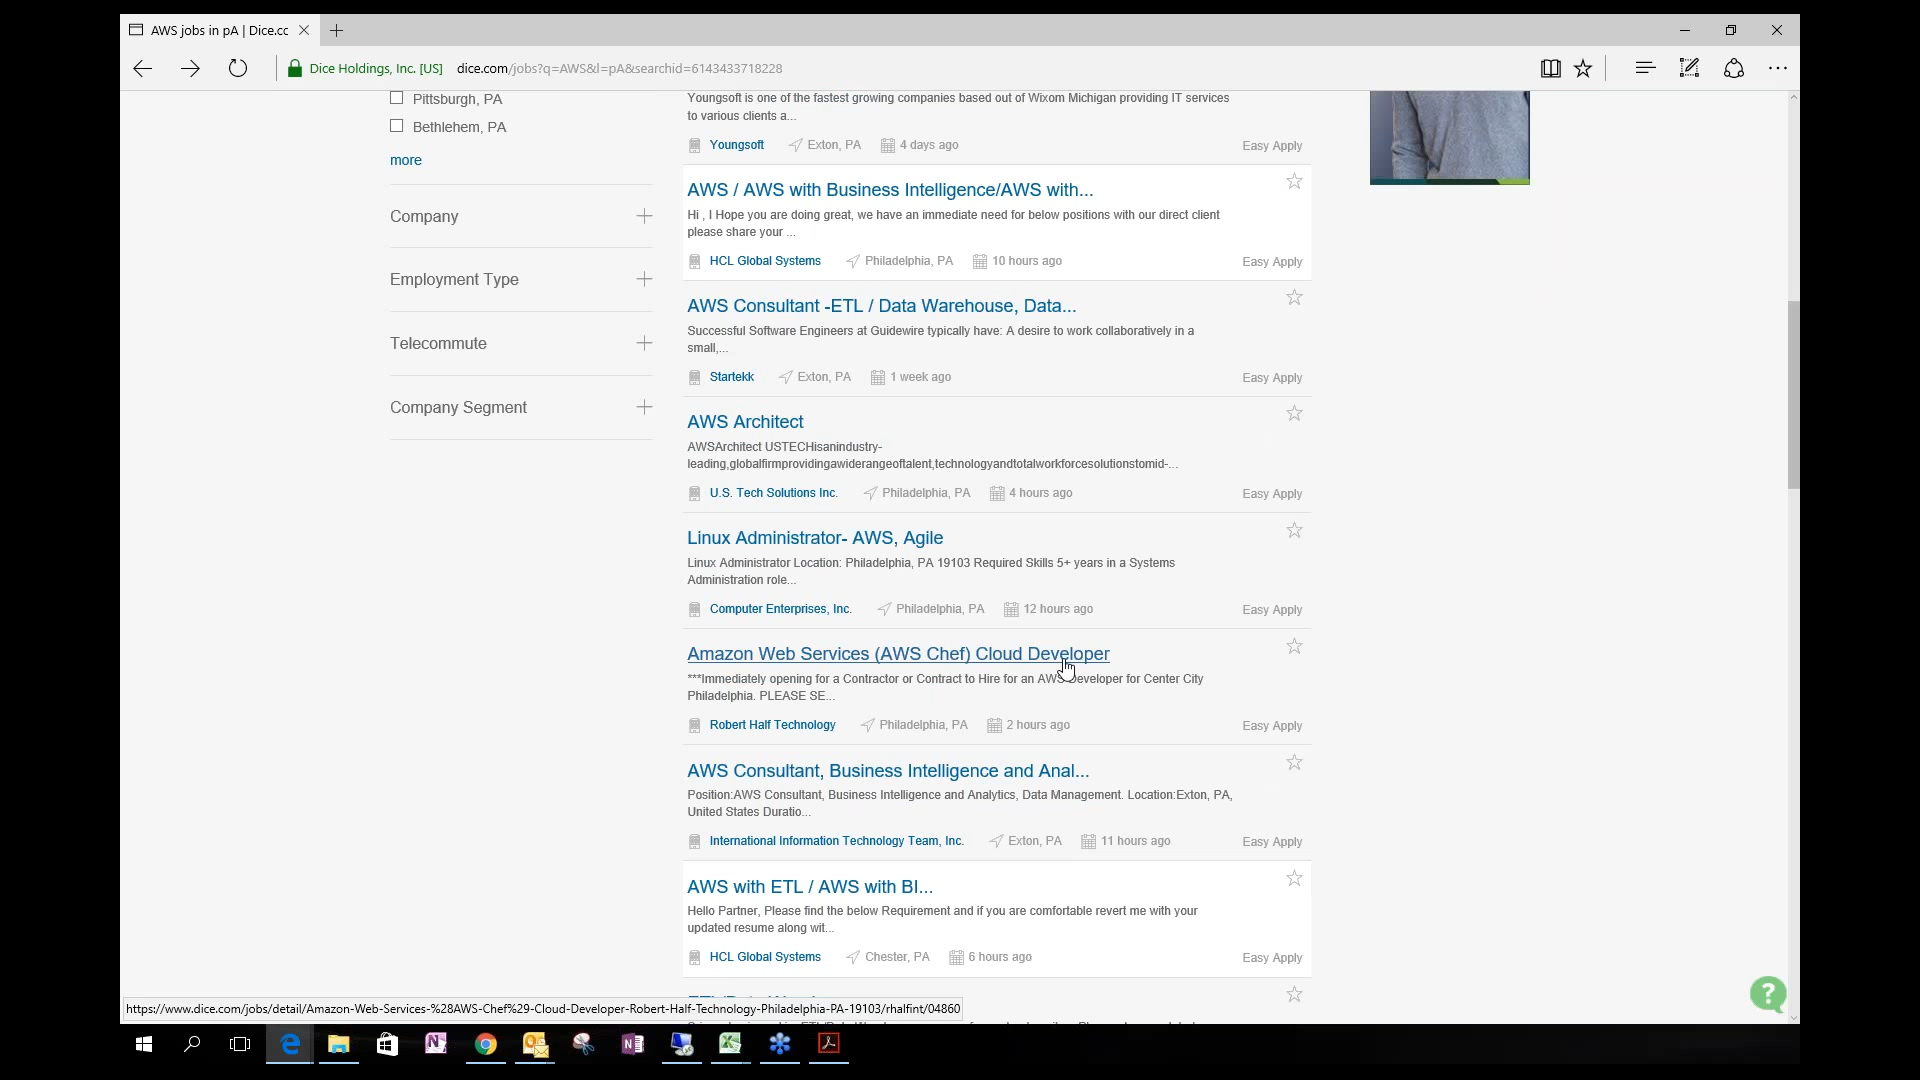 AWS jobs in pA | Dice.cc
Dice Holdings, Inc. [US] dice.com/jobs?q=AWS&l=pA&searchid=6143433718228
Pittsburgh, PA
Bethlehem, PA
more
Company
Employment Type
Telecommute
Company Segment
Youngsoft is one of the fastest growing companies based out of Wixom Michigan providing IT services
to various clients a...
Youngsoft Exton, PA 4 days ago Easy Apply
AWS / AWS with Business Intelligence/AWS with...
Hi , I Hope you are doing great, we have an immediate need for below positions with our direct client
please share your ...
HCL Global Systems Philadelphia, PA 10 hours ago Easy Apply
AWS Consultant -ETL / Data Warehouse, Data...
Successful Software Engineers at Guidewire typically have: A desire to work collaboratively in a
small,...
Startekk Exton, PA 1 week ago Easy Apply
AWS Architect
AWSArchitect USTECHisanindustry-
leading,globalfirmprovidingawiderangeoftalent,technologyandtotalworkforcesolutionstomid-...
U.S. Tech Solutions Inc. Philadelphia, PA 4 hours ago Easy Apply
Linux Administrator- AWS, Agile
Linux Administrator Location: Philadelphia, PA 19103 Required Skills 5+ years in a Systems
Administration role...
Computer Enterprises, Inc. Philadelphia, PA 12 hours ago Easy Apply
Amazon Web Services (AWS Chef) Cloud Developer
***Immediately opening for a Contractor or Contract to Hire for an AWS Developer for Center City
Philadelphia. PLEASE SE...
Robert Half Technology Philadelphia, PA 2 hours ago Easy Apply
AWS Consultant, Business Intelligence and Anal...
Position:AWS Consultant, Business Intelligence and Analytics, Data Management. Location:Exton, PA,
United States Duratio...
International Information Technology Team, Inc. Exton, PA 11 hours ago Easy Apply
AWS with ETL / AWS with BI...
Hello Partner, Please find the below Requirement and if you are comfortable revert me with your
updated resume along wit...
HCL Global Systems Chester, PA 6 hours ago Easy Apply
https://www.dice.com/jobs/detail/Amazon-Web-Services-%28AWS-Chef%29-Cloud-Developer-Robert-Half-Technology-Philadelphia-PA-19103/rhalfint/04860